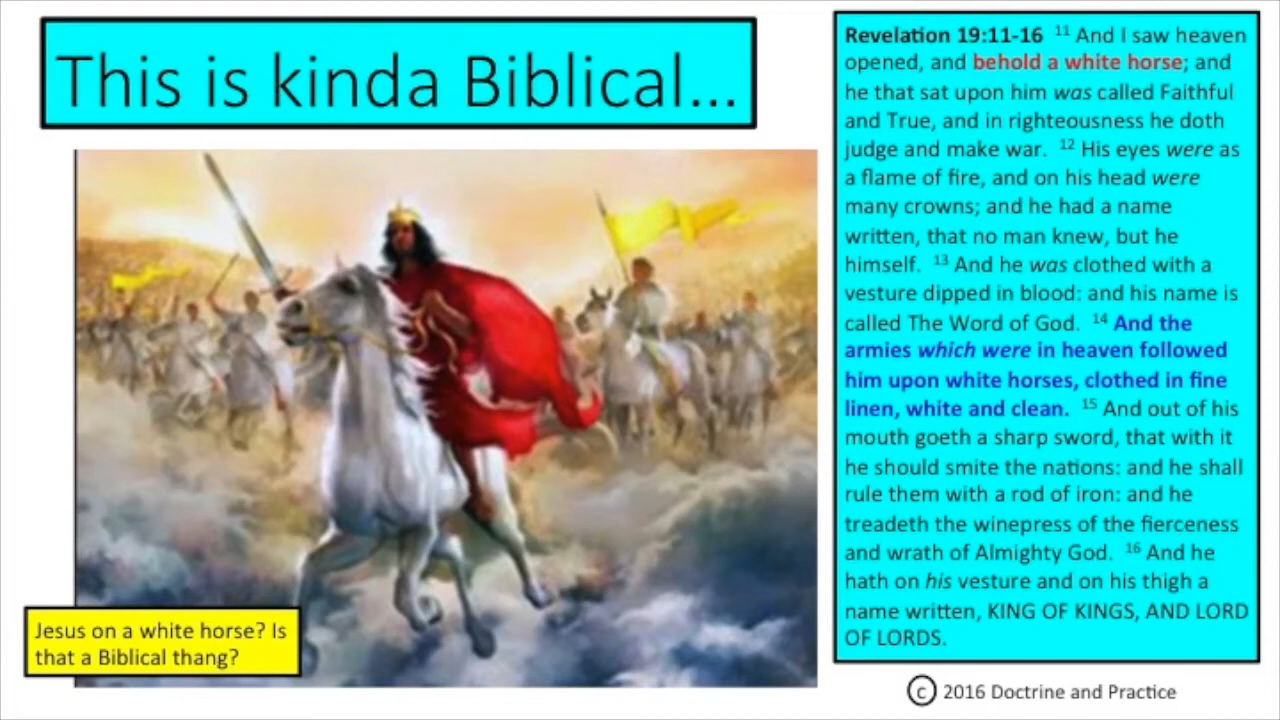 This is kinda Biblical...
Jesus on a white horse? Is
that a Biblical thang?
Revelation 19:11-16 11 And I saw heaven
opened, and behold a white horse; and
he that sat upon him was called Faithful
and True, and in righteousness he doth
judge and make war. 12 His eyes were as
a flame of fire, and on his head were
many crowns; and he had a name
written, that no man knew, but he
himself. 13 And he was clothed with a
vesture dipped in blood: and his name is
called The Word of God. 14 And the
armies which were in heaven followed
him upon white horses, clothed in fine
linen, white and clean. 15 And out of his
mouth goeth a sharp sword, that with it
he should smite the nations: and he shall
rule them with a rod of iron: and he
treadeth the winepress of the fierceness
and wrath of Almighty God. 16 And he
hath on his vesture and on his thigh a
name written, KING OF KINGS, AND LORD
OF LORDS.
© 2016 Doctrine and Practice